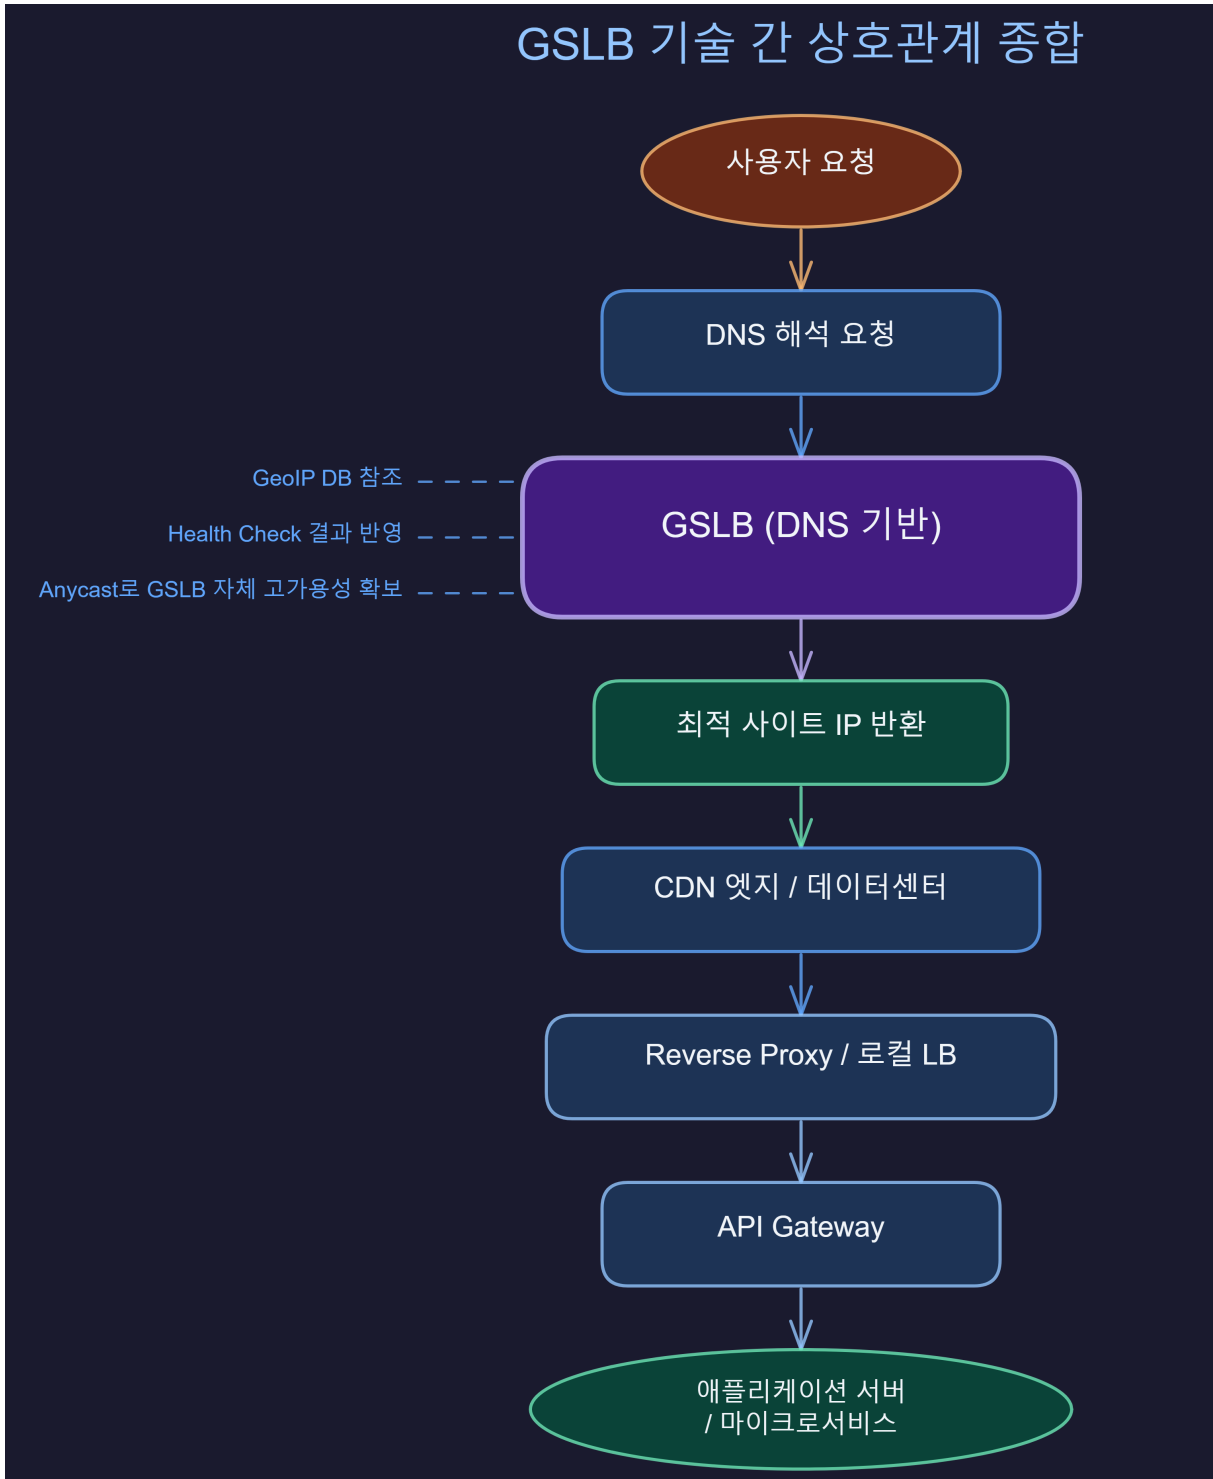 GSLB 기술 간 상호관계 종합
사용자 요청
DNS 해석 요청
GeoIP DB 참조
Health Check 결과 반영
Anycast로 GSLB 자체 고가용성 확보
GSLB (DNS 기반)
최적 사이트 IP 반환
CDN 엣지 / 데이터센터
Reverse Proxy / 로컬 LB
API Gateway
애플리케이션 서버
/ 마이크로서비스